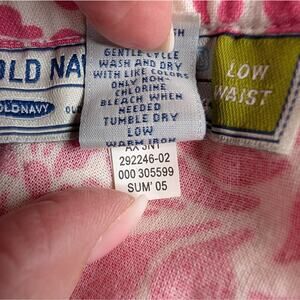 OLD NAV
OLDNAVY
OL
LOW
WAIST
GENTLE CYCLE
WASH AND DRY
WITH LIKE COLORS
ONLY NON-
CHLORINE
BLEACH WHEN
NEEDED
TUMBLE DRY
LOW
WARM IRON
292246-02
000 305599
SUM' 05